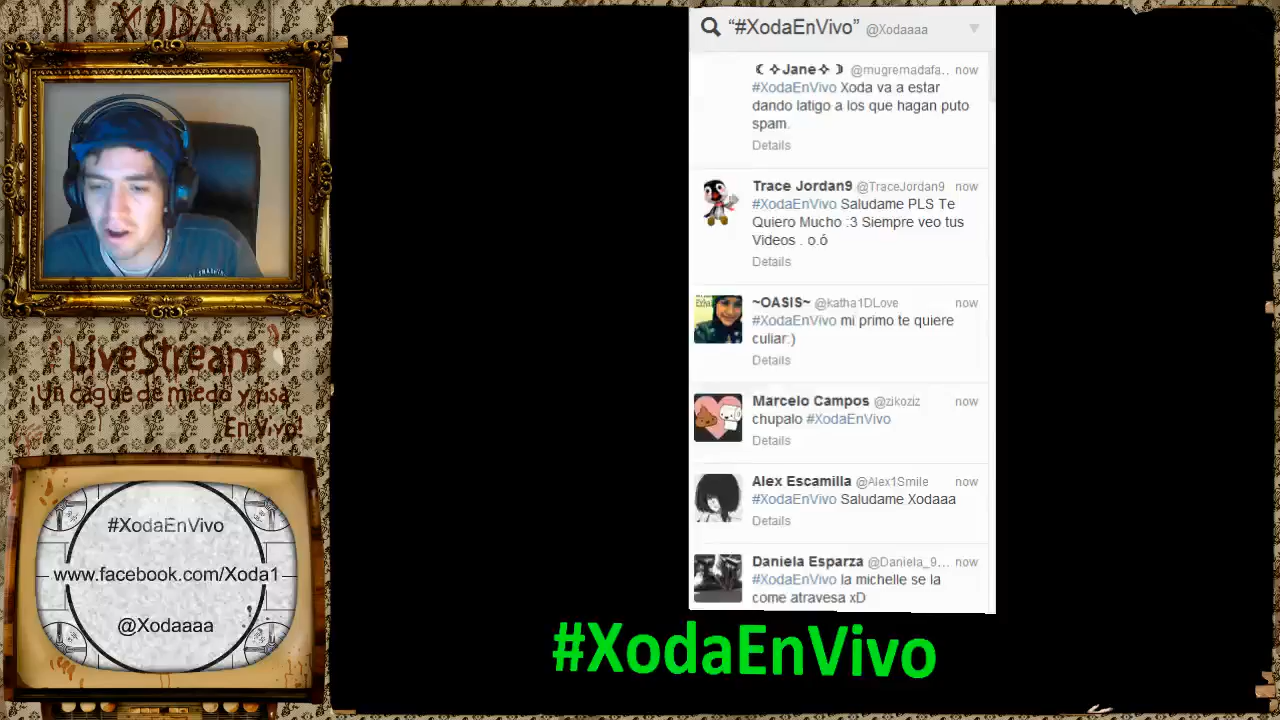 XODA...
LiveStream
¡Un cague de miedo y risa
En Vivo!
#XodaEnVivo
www.facebook.com/Xoda1
@Xodaaaa
“#XodaEnVivo” @Xodaaaa
☾ ✧Jane✧ ☽ @mugremadafa.. now
#XodaEnVivo Xoda va a estar
dando latigo a los que hagan puto
spam.
Details
Trace Jordan9 @TraceJordan9 now
#XodaEnVivo Saludame PLS Te
Quiero Mucho :3 Siempre veo tus
Videos . o.ó
Details
~OASIS~ @katha1DLove now
#XodaEnVivo mi primo te quiere
culiar:)
Details
Marcelo Campos @zikoziz now
chupalo #XodaEnVivo
Details
Alex Escamilla @Alex1Smile now
#XodaEnVivo Saludame Xodaaa
Details
Daniela Esparza @Daniela_9... now
#XodaEnVivo la michelle se la
come atravesa xD
#XodaEnVivo